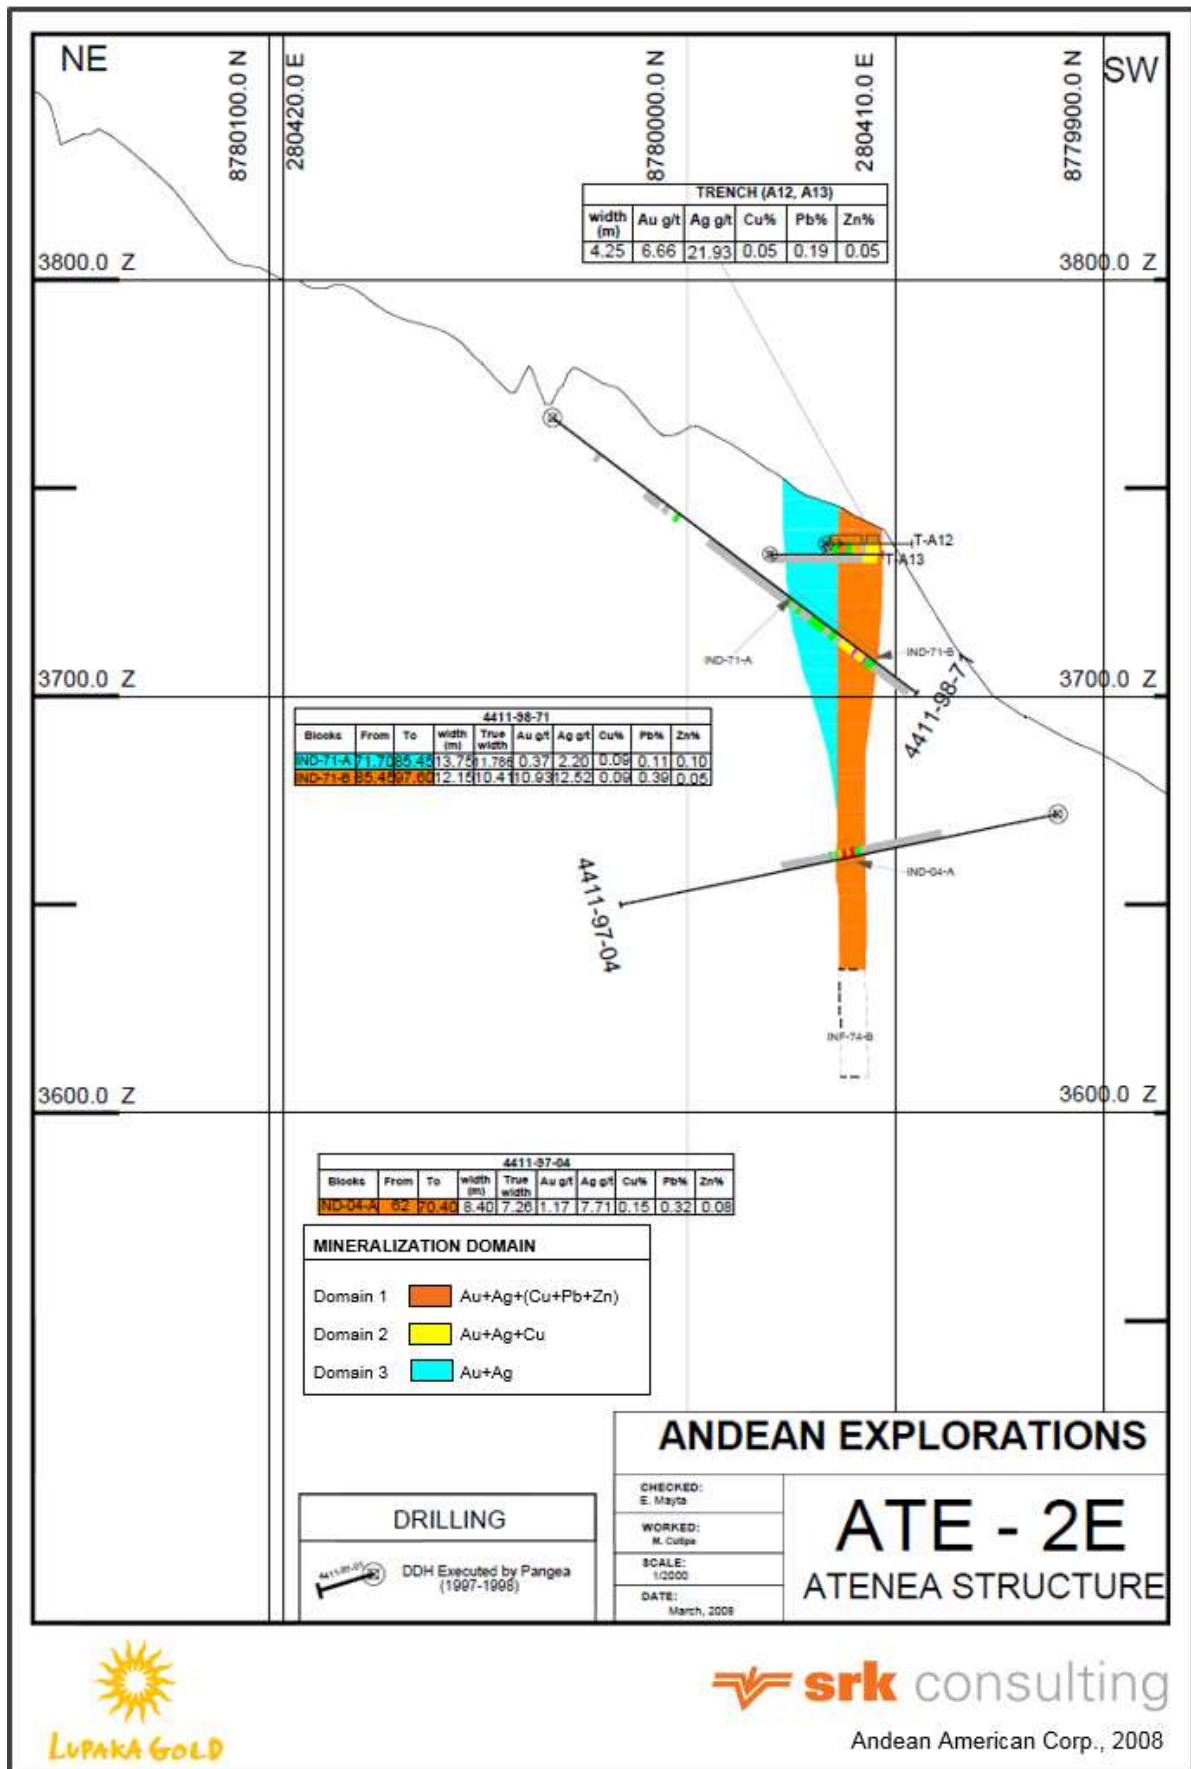 NE
SW
8780100.0 N
280420.0 E
8780000.0 N
280410.0 E
8779900.0 N
TRENCH (A12, A13)
width (m) Au g/t Ag g/t Cu% Pb% Zn%
4.25 6.66 21.93 0.05 0.19 0.05
3800.0 Z
3800.0 Z
T-A12
T-A13
IND-71-A
IND-71-B
4411-98-71
3700.0 Z
3700.0 Z
4411-98-71
Blocks From To width (m) True width Au g/t Ag g/t Cu% Pb% Zn%
IND-71-A 71.70 85.45 13.75 11.786 0.37 2.20 0.09 0.11 0.10
IND-71-B 85.45 97.60 12.15 10.41 10.93 12.52 0.09 0.39 0.05
IND-04-A
4411-97-04
INF-74-B
3600.0 Z
3600.0 Z
4411-97-04
Blocks From To width (m) True width Au g/t Ag g/t Cu% Pb% Zn%
IND-04-A 62 70.40 8.40 7.26 1.17 7.71 0.15 0.32 0.08
MINERALIZATION DOMAIN
Domain 1 Au+Ag+(Cu+Pb+Zn)
Domain 2 Au+Ag+Cu
Domain 3 Au+Ag
DRILLING
DDH Executed by Pangea
(1997-1998)
ANDEAN EXPLORATIONS
CHECKED:
E. Mayta
WORKED:
M. Cutipa
SCALE:
1/2000
DATE:
March, 2008
ATE - 2E
ATENEA STRUCTURE
LUPAKA GOLD
srk consulting
Andean American Corp., 2008